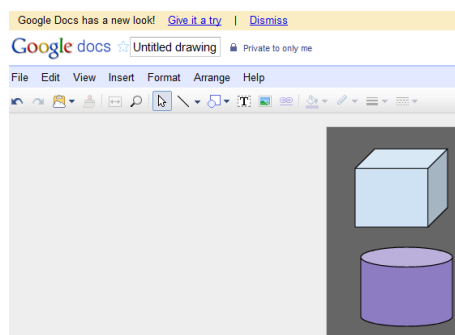 Google Docs has a new look! Give it a try | Dismiss
Google docs Untitled drawing Private to only me
File Edit View Insert Format Arrange Help
T